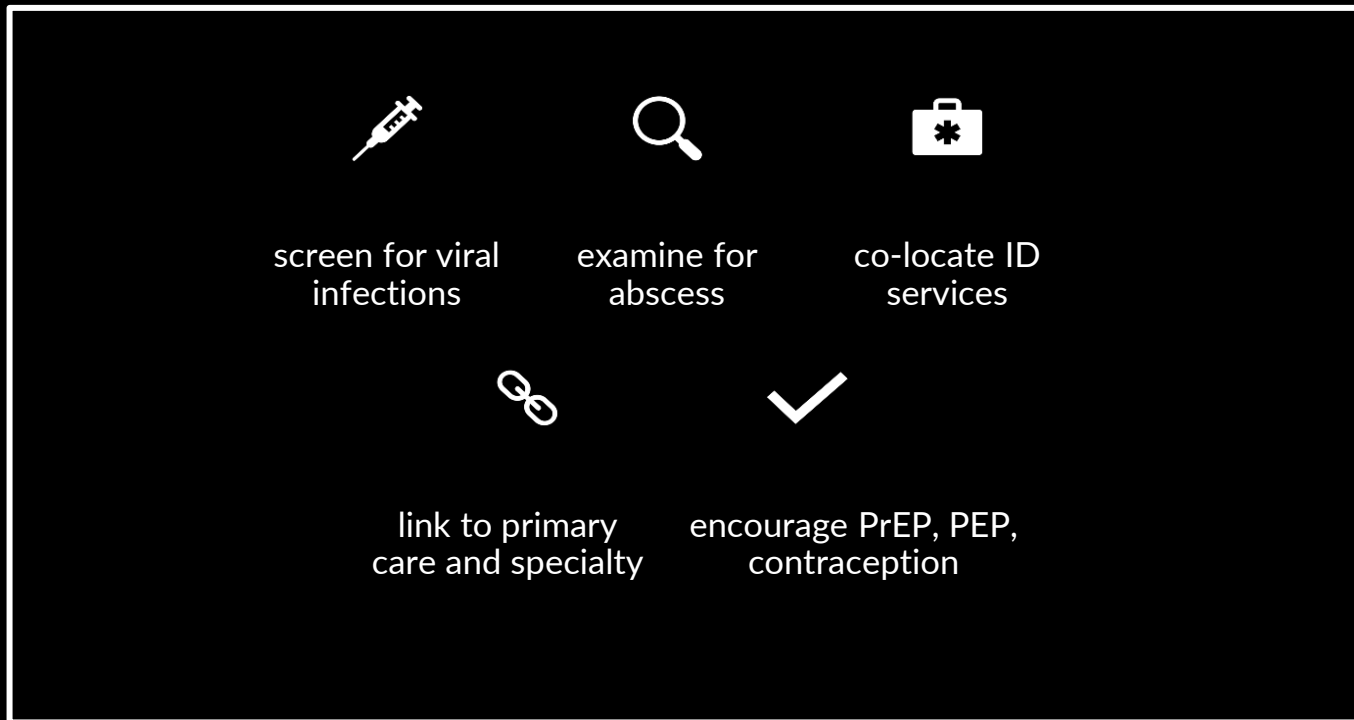 screen for viral
infections
examine for
abscess
co-locate ID
services
link to primary
care and specialty
encourage PrEP, PEP,
contraception